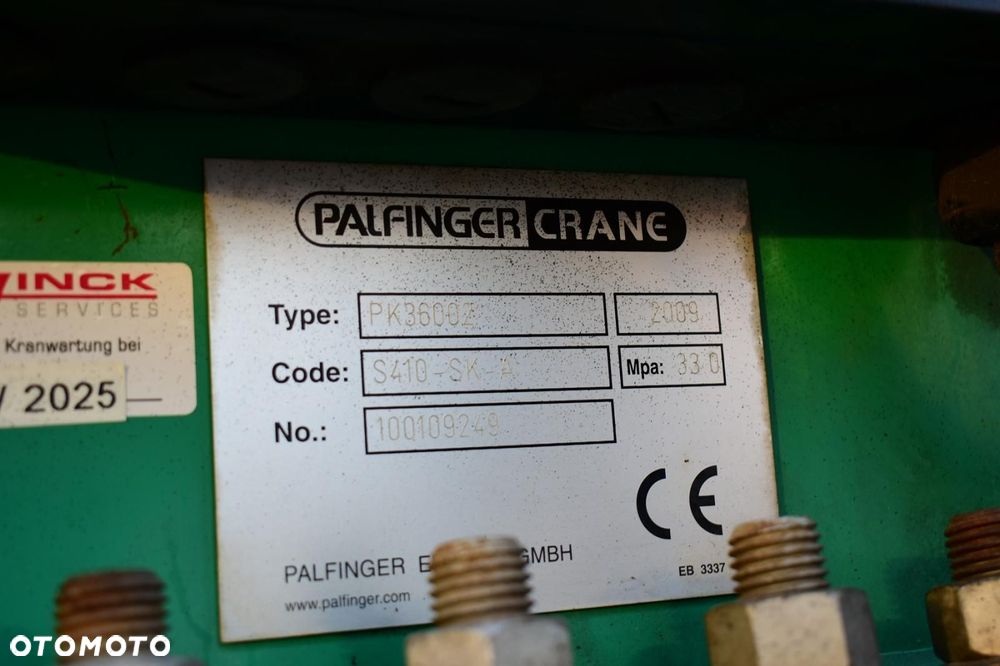 PALFINGER CRANE
Type: PK36002 2009
Code: S410-SK-A Mpa: 33.0
No.: 100109249
PALFINGER E GMBH
www.palfinger.com
EB 3337
CE
INCK
SERVICES
Kranwartung bei
/ 2025
OTOMOTO